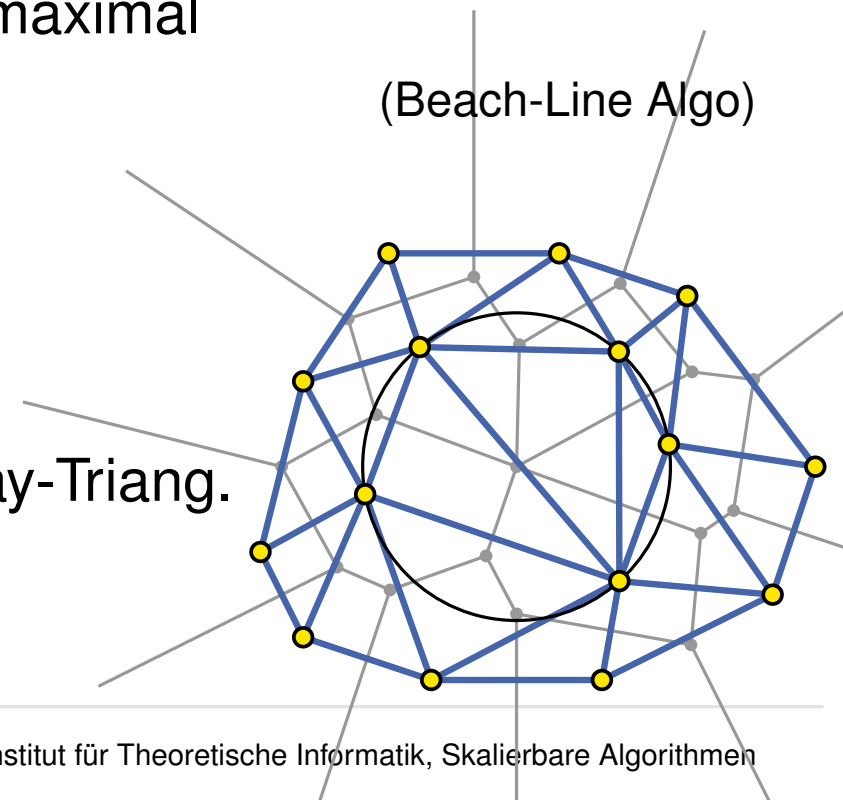 maximal
(Beach-Line Algo)
ay-Triang.
nstitut für Theoretische Informatik, Skalierbare Algorithmen